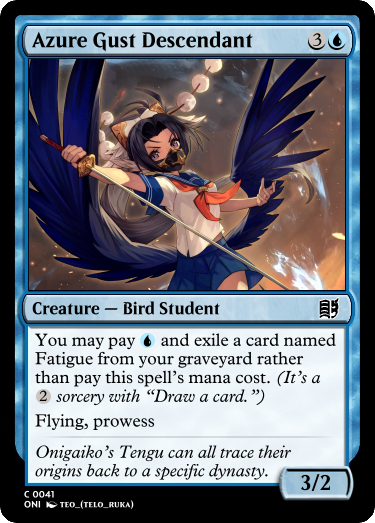 Azure Gust Descendant 3
Creature — Bird Student
You may pay and exile a card named
Fatigue from your graveyard rather
than pay this spell's mana cost. (It's a
2 sorcery with “Draw a card.”)
Flying, prowess
Onigaiko's Tengu can all trace their
origins back to a specific dynasty.
3/2
C 0041
ONI TEO_(TELO_RUKA)